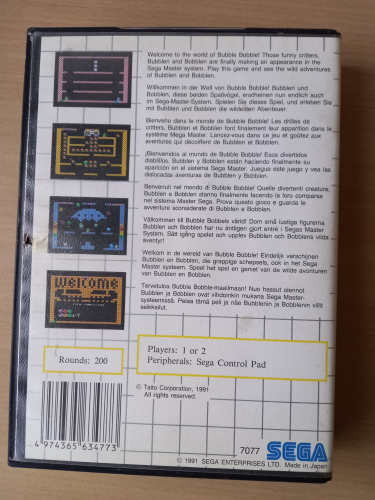 Welcome to the world of Bubble Bobble! Those funny critters,
Bubblen and Bobblen are finally making an appearance in the
Sega Master system. Play this game and see the wild adventures
of Bubblen and Bobblen.
Willkommen in der Welt von Bubble Bobble! Bubblen und
Bobblen, diese beiden Spaßvögel, erscheinen nun endlich auch
im Sega-Master-System. Spielen Sie dieses Spiel, und erleben Sie
mit Bubblen und Bobblen die wildesten Abenteuer.
Bienvenu dans le monde de Bubble Bobble! Les drôles de
critters, Bubblen et Bobblen font finalement leur apparition dans le
système Mega Master. Lancez-vous dans ce jeu et goûtez aux
aventures qui décoiffent de Bubblen et Bobblen.
¡Bienvenidos al mundo de Bubble Bobble! Esos divertidos
diablillos, Bubblen y Bobblen están haciendo finalmente su
aparición en el sistema Sega Master. Juegue este juego y vea las
dislocadas aventuras de Bubblen y Bobblen.
Benvenuti nel mondo di Bubble Bobble! Quelle divertenti creature,
Bubblen e Bobblen stanno finalmente facendo la loro comparsa
nel sistema Sega Master. Prova questo gioco e guarda le
avventure sconsiderate di Bubblen e Bobblen.
Välkommen till Bubble Bobbels värld! Dom små lustiga figurerna
Bubblen och Bobblen har nu äntligen gjort entré i Segas Master
System. Sätt igång spelet och upplev Bubblen och Bobblens vilda
äventyr!
Welkom in de wereld van Bubble Bobble! Eindelijk verschijnen
Bubblen en Bobblen, die grappige schepsels, ook in het Sega
Master systeem. Speel het spel en geniet van de wilde avonturen
van Bubblen en Bobblen.
Tervetuloa Bubble Bobble-maailmaan! Nuo hassut olennot
Bubblen ja Bobblen ovat vihdoinkin mukana Sega Master-
systeemissä. Pelaa tämä peli ja näe Bubblenin ja Bobblenin villit
seikkailut.
WELCOME
Rounds: 200
Players: 1 or 2
Peripherals: Sega Control Pad
© Taito Corporation, 1991
All rights reserved.
4 974365 634773
7077 SEGA
© 1991 SEGA ENTERPRISES LTD. Made in Japan